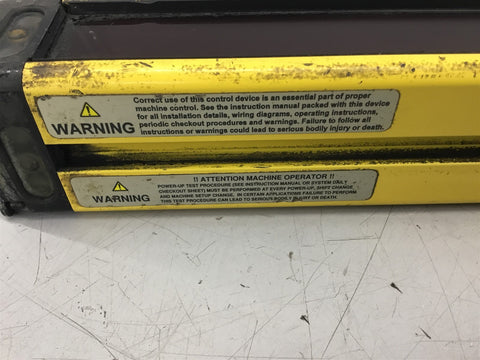 Correct use of this control device is an essential part of proper
machine control. See the instruction manual packed with this device
for all installation details, wiring diagrams, operating instructions,
periodic checkout procedures and warnings. Failure to follow all
instructions or warnings could lead to serious bodily injury or death.
WARNING
!! ATTENTION MACHINE OPERATOR !!
POWER-UP TEST PROCEDURE (SEE INSTRUCTION MANUAL OR SYSTEM DAILY
CHECKOUT SHEET) MUST BE PERFORMED AT EVERY POWER-UP, SHIFT CHANGE
AND MACHINE SETUP CHANGE. IN CERTAIN APPLICATIONS FAILURE TO PERFORM
THIS TEST PROCEDURE CAN LEAD TO SERIOUS BODILY INJURY OR DEATH.
WARNING